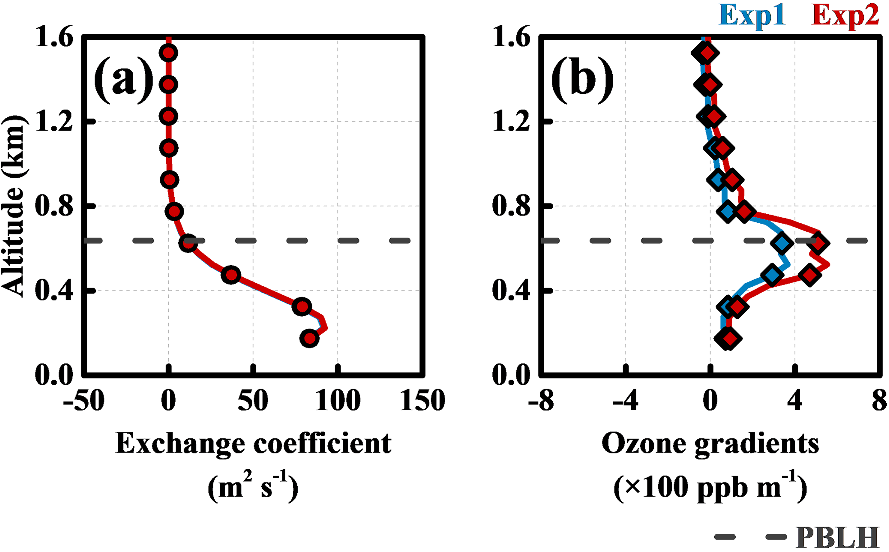 Exp1 Exp2
(a)
(b)
Altitude (km)
1.6
1.2
0.8
0.4
0.0
-50 0 50 100 150
Exchange coefficient
(m² s⁻¹)
1.6
1.2
0.8
0.4
0.0
-8 -4 0 4 8
Ozone gradients
(×100 ppb m⁻¹)
PBLH